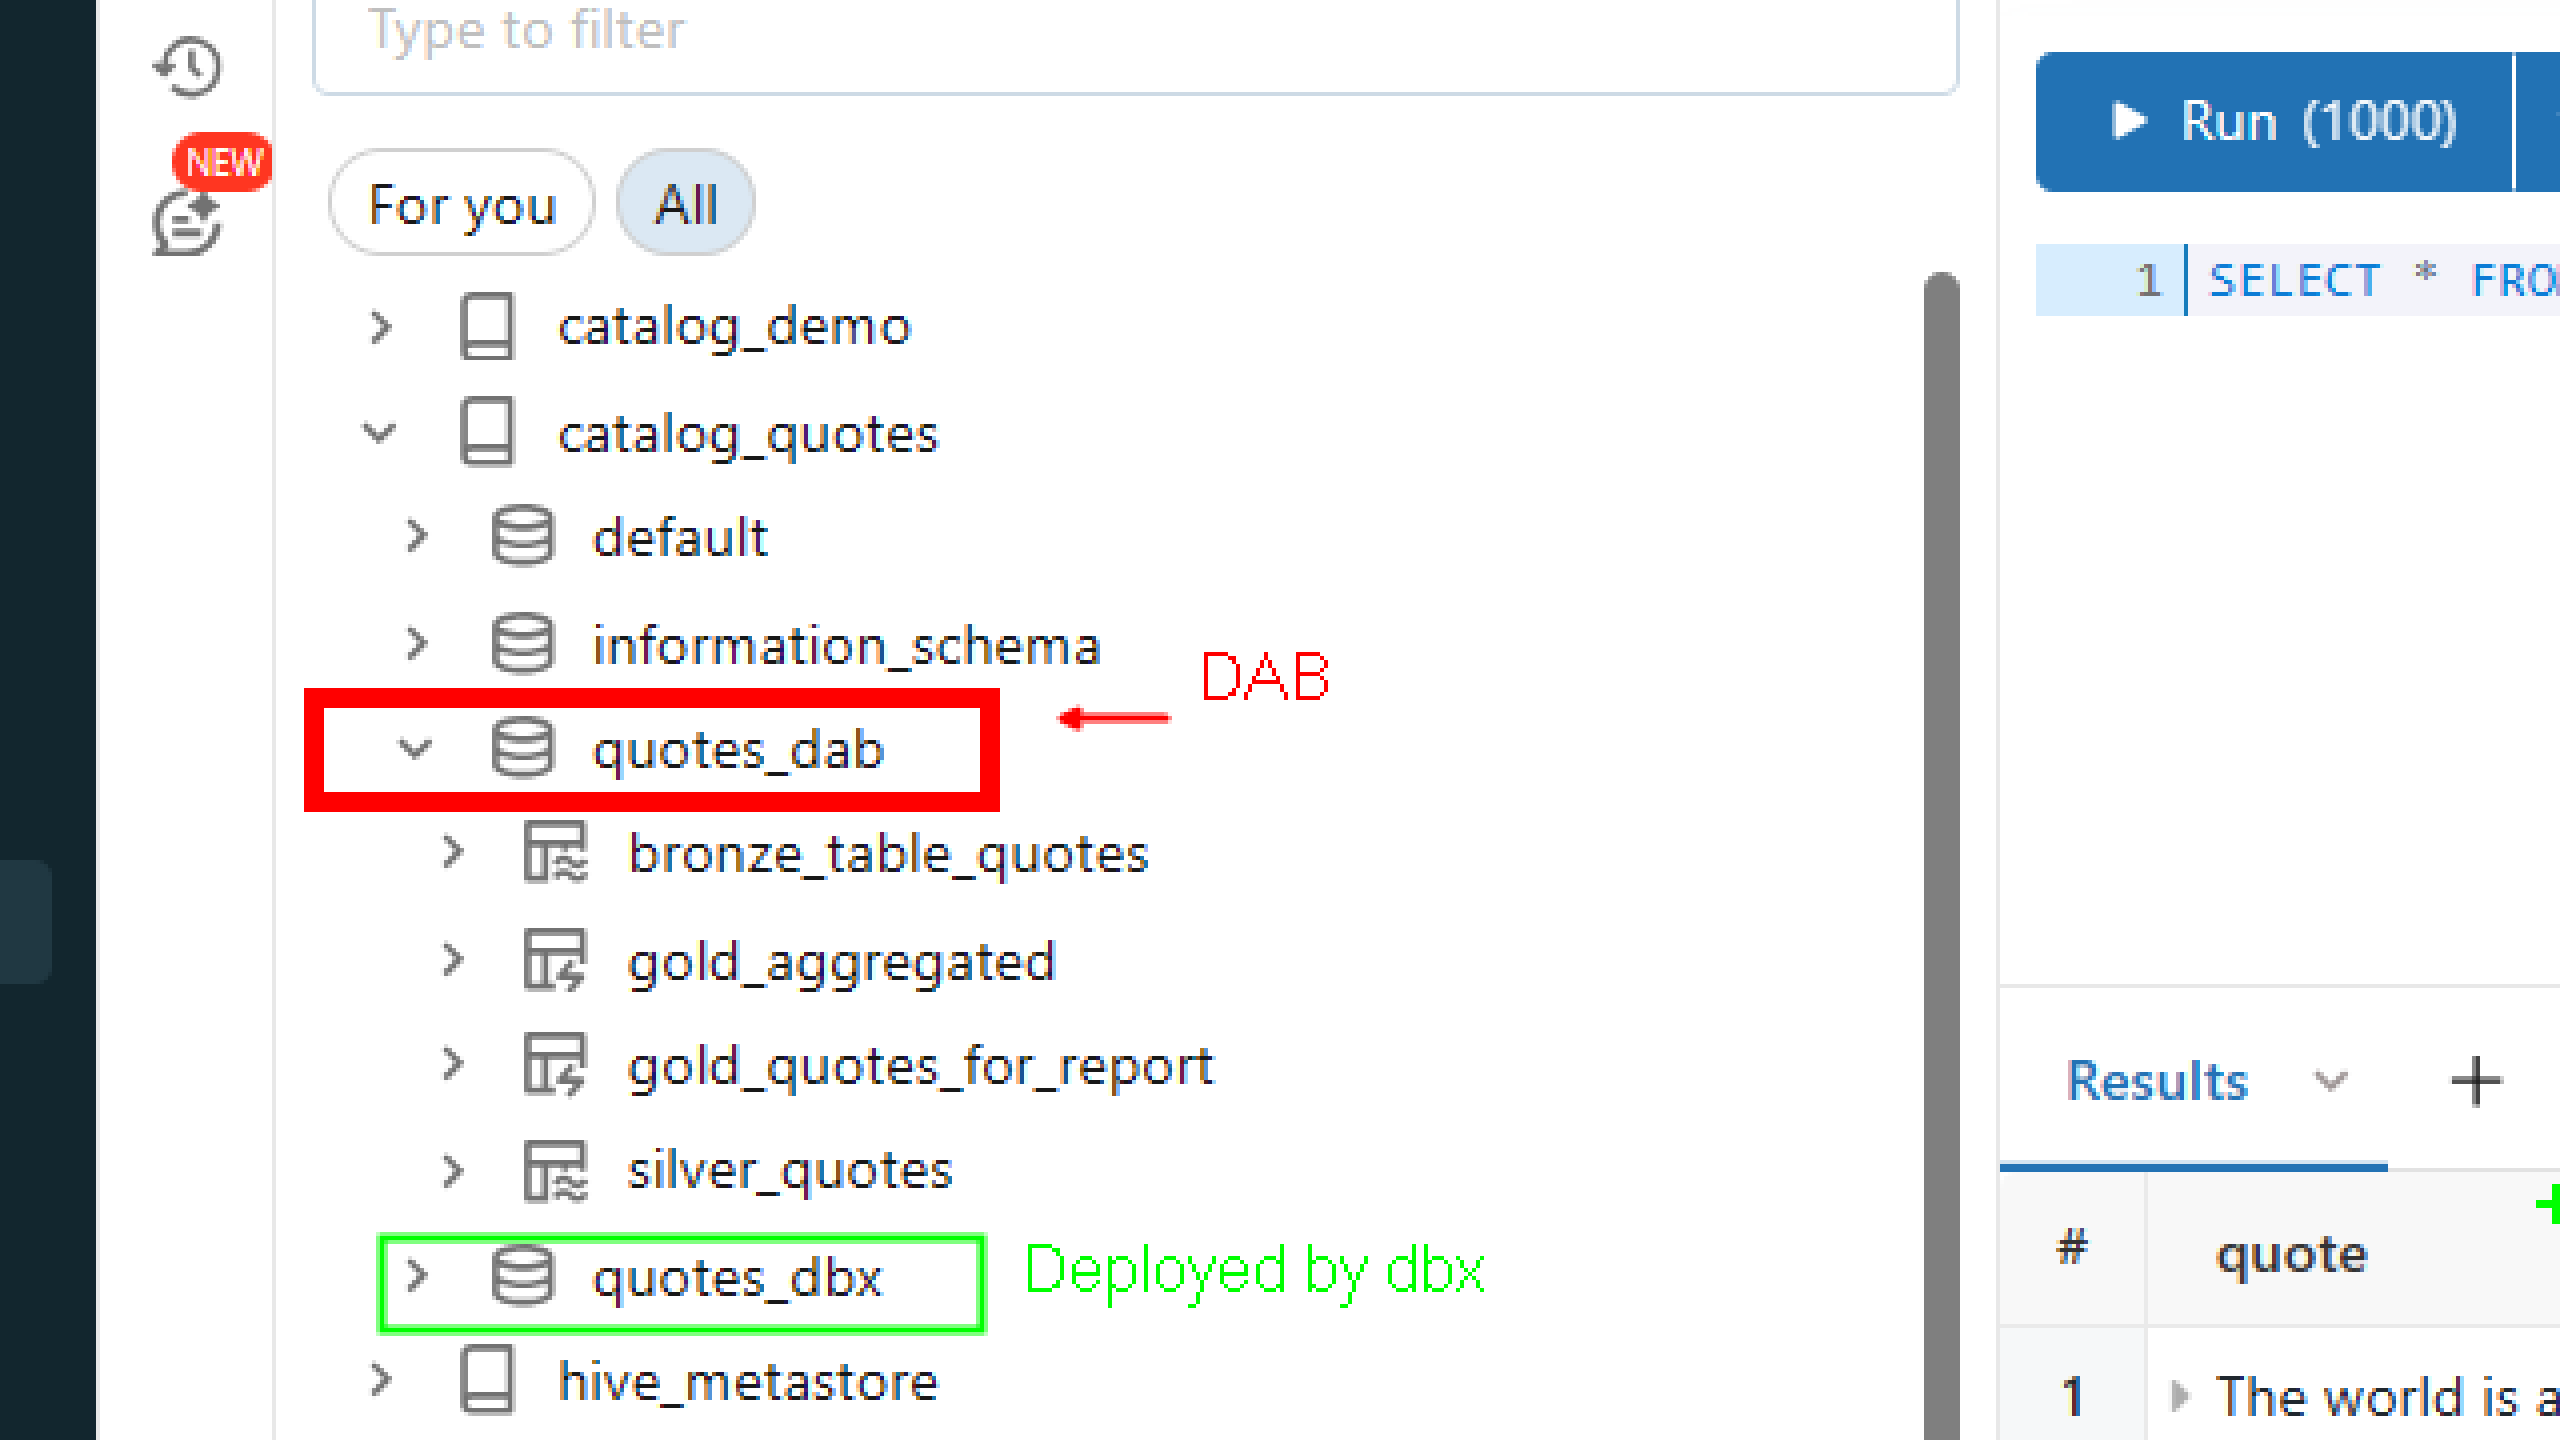 Type to filter
NEW
For you
All
catalog_demo
catalog_quotes
default
information_schema
DAB
quotes_dab
bronze_table_quotes
gold_aggregated
gold_quotes_for_report
silver_quotes
quotes_dbx
Deployed by dbx
hive_metastore
Run (1000)
1 SELECT * FRO
Results
# quote
1 The world is a